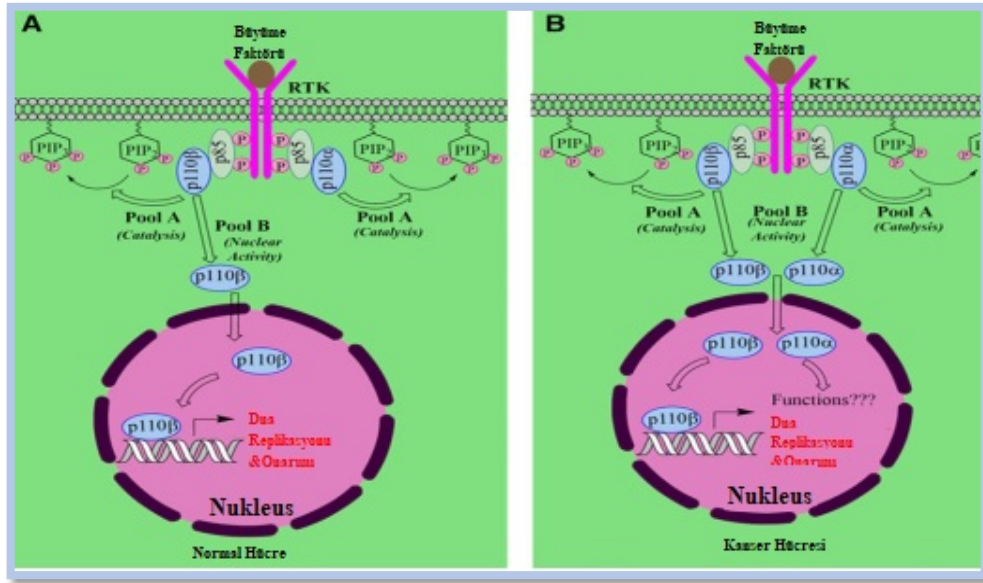 A
Büyüme
Faktörü
RTK
PIP
P
P
P
PIP
P
P
p110β
p85
P
P
P
P
p85
p110α
PIP
P
P
PIP
P
P
P
Pool A
(Catalysis)
Pool B
(Nuclear
Activity)
Pool A
(Catalysis)
p110β
p110β
p110β
Dna
Replikasyonu
&Onarımı
Nukleus
Normal Hücre
B
Büyüme
Faktörü
RTK
PIP
P
P
P
PIP
P
P
p110β
p85
P
P
P
P
p85
p110α
PIP
P
P
PI
P
Pool A
(Catalysis)
Pool B
(Nuclear
Activity)
Pool A
(Catalysis)
p110β
p110α
p110β
p110α
Functions???
p110β
Dna
Replikasyonu
&Onarımı
Nukleus
Kanser Hücresi